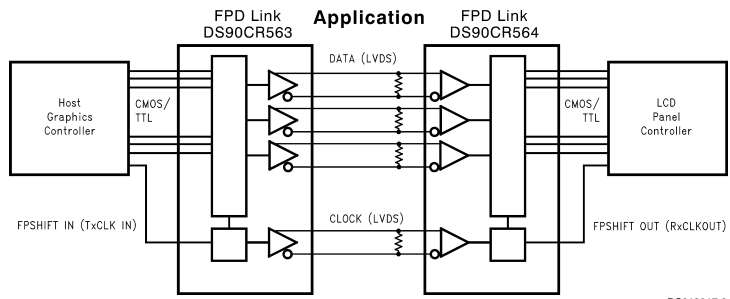 Application
FPD Link
DS90CR563
FPD Link
DS90CR564
DATA (LVDS)
Host
Graphics
Controller
CMOS/
TTL
CMOS/
TTL
LCD
Panel
Controller
FPSHIFT IN (TxCLK IN)
CLOCK (LVDS)
FPSHIFT OUT (RxCLKOUT)